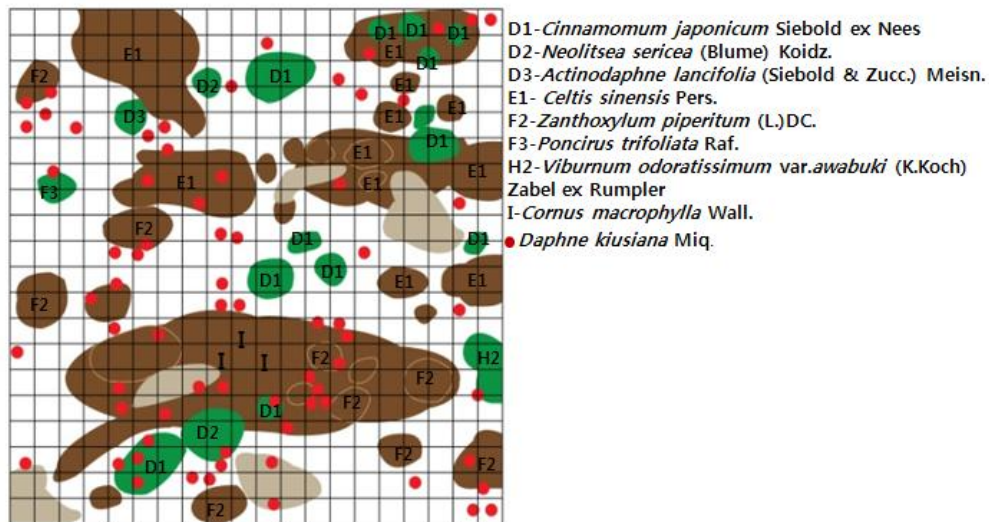 D1-Cinnamomum japonicum Siebold ex Nees
D2-Neolitsea sericea (Blume) Koidz.
D3-Actinodaphne lancifolia (Siebold & Zucc.) Meisn.
E1- Celtis sinensis Pers.
F2-Zanthoxylum piperitum (L.)DC.
F3-Poncirus trifoliata Raf.
H2-Viburnum odoratissimum var.awabuki (K.Koch)
Zabel ex Rumpler
I-Cornus macrophylla Wall.
Daphne kiusiana Miq.
D1 D1 D1
E1 E1
D1
F2 D2 D1
E1 E1
D3
D1
E1
E1 E1
E1 E1
F3
F2
D1
D1
D1 E1 E1
F2
I
I I F2 H2
F2
F2
D1
D2
F2
D1 F2
F2